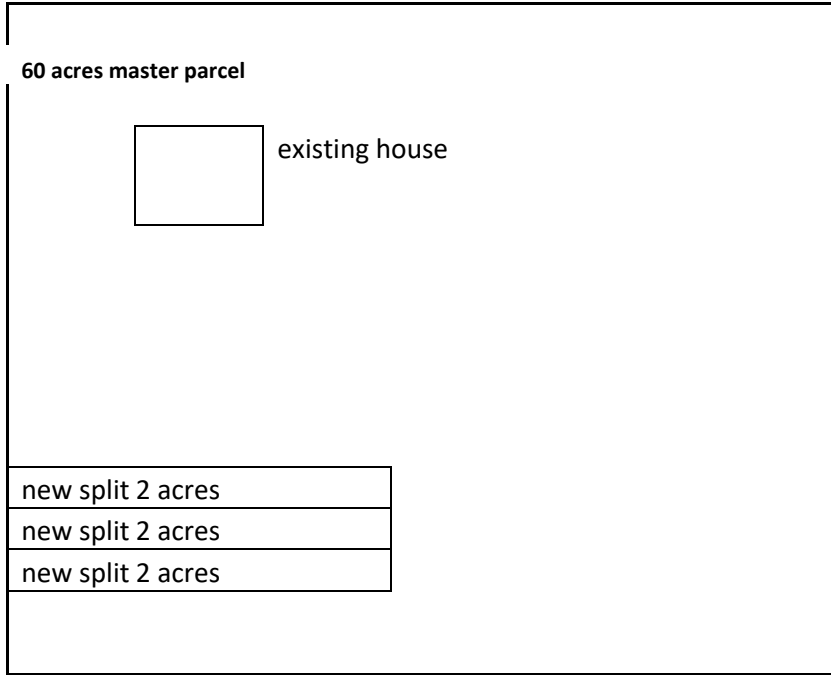 60 acres master parcel
existing house
new split 2 acres
new split 2 acres
new split 2 acres